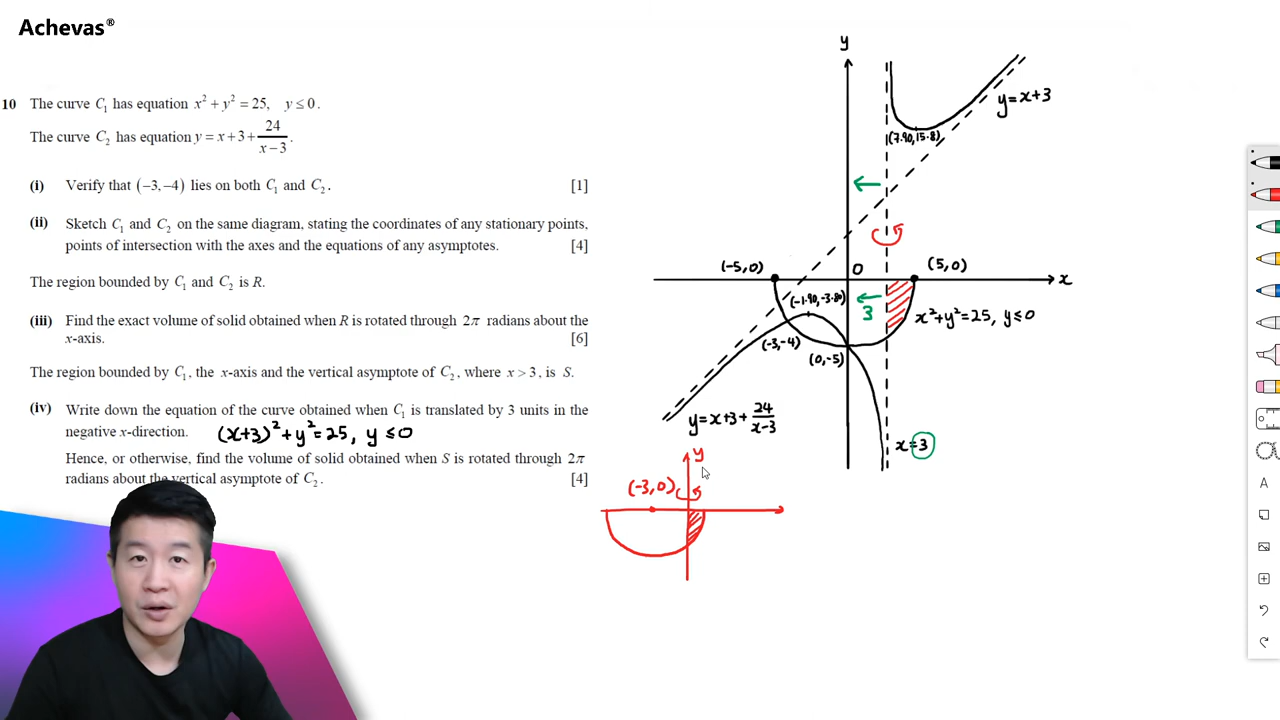 Achevas®
10 The curve C₁ has equation x² + y² = 25, y ≤ 0.
The curve C₂ has equation y = x + 3 + 24/(x−3).
(i) Verify that (−3, −4) lies on both C₁ and C₂. [1]
(ii) Sketch C₁ and C₂ on the same diagram, stating the coordinates of any stationary points,
points of intersection with the axes and the equations of any asymptotes. [4]
The region bounded by C₁ and C₂ is R.
(iii) Find the exact volume of solid obtained when R is rotated through 2π radians about the
x-axis. [6]
The region bounded by C₁, the x-axis and the vertical asymptote of C₂, where x > 3, is S.
(iv) Write down the equation of the curve obtained when C₁ is translated by 3 units in the
negative x-direction. (x+3)² + y² = 25, y ≤ 0
Hence, or otherwise, find the volume of solid obtained when S is rotated through 2π
radians about the vertical asymptote of C₂. [4]
y
y = x+3
(7.90, 15.8)
(-5,0)
0
(5,0)
x
(-1.90, -3.80)
3
x²+y²=25, y≤0
(-3,-4)
(0,-5)
y = x+3+ 24/(x-3)
x=3
y
(-3,0)
A